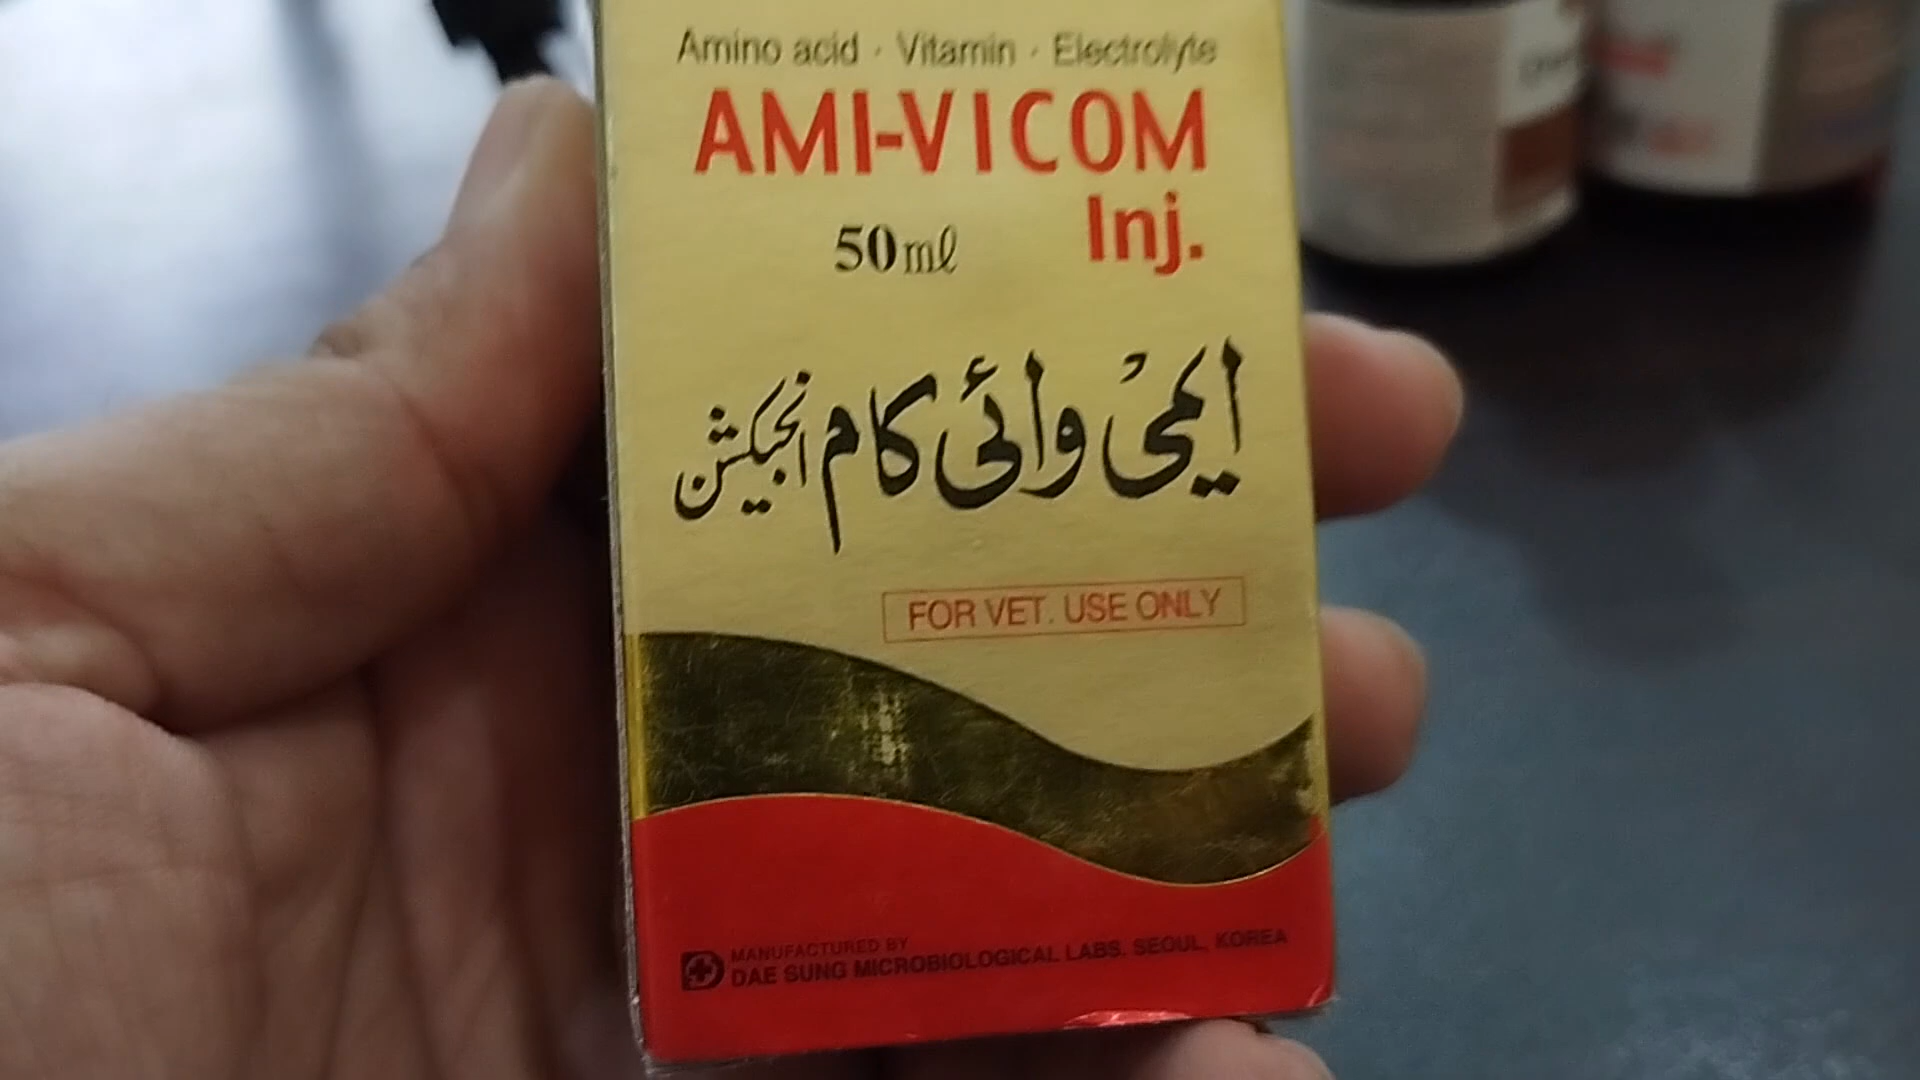 Amino acid · Vitamin · Electrolyte
AMI-VICOM
Inj.
50ml
ایمیْ وائی کام انجیکشن
FOR VET. USE ONLY
MANUFACTURED BY
DAE SUNG MICROBIOLOGICAL LABS. SEOUL, KOREA